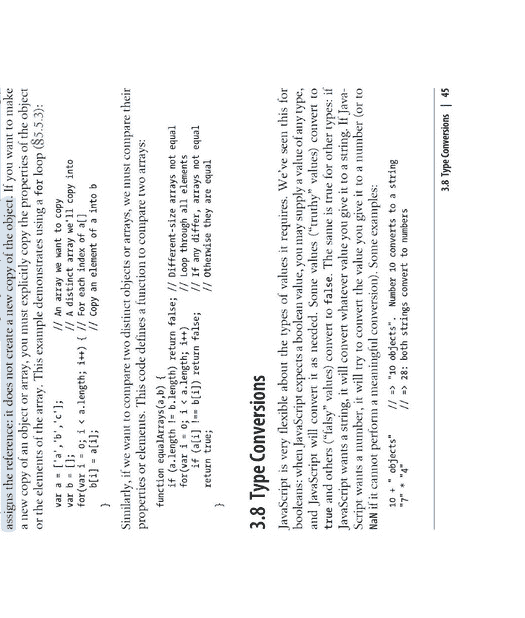 assigns the reference: it does not create a new copy of the object. If you want to make
a new copy of an object or array, you must explicitly copy the properties of the object
or the elements of the array. This example demonstrates using a for loop (§5.5.3):
var a = ['a','b','c'];          // An array we want to copy
var b = [];                     // A distinct array we'll copy into
for(var i = 0; i < a.length; i++) { // For each index of a[]
    b[i] = a[i];                // Copy an element of a into b
}
Similarly, if we want to compare two distinct objects or arrays, we must compare their
properties or elements. This code defines a function to compare two arrays:
function equalArrays(a,b) {
    if (a.length != b.length) return false; // Different-size arrays not equal
    for(var i = 0; i < a.length; i++)       // Loop through all elements
        if (a[i] !== b[i]) return false;    // If any differ, arrays not equal
    return true;                            // Otherwise they are equal
}
3.8 Type Conversions
JavaScript is very flexible about the types of values it requires. We've seen this for
booleans: when JavaScript expects a boolean value, you may supply a value of any type,
and JavaScript will convert it as needed. Some values (“truthy” values) convert to
true and others (“falsy” values) convert to false. The same is true for other types: if
JavaScript wants a string, it will convert whatever value you give it to a string. If Java-
Script wants a number, it will try to convert the value you give it to a number (or to
NaN if it cannot perform a meaningful conversion). Some examples:
10 + " objects"     // => "10 objects".  Number 10 converts to a string
"7" * "4"           // => 28: both strings convert to numbers
3.8 Type Conversions | 45